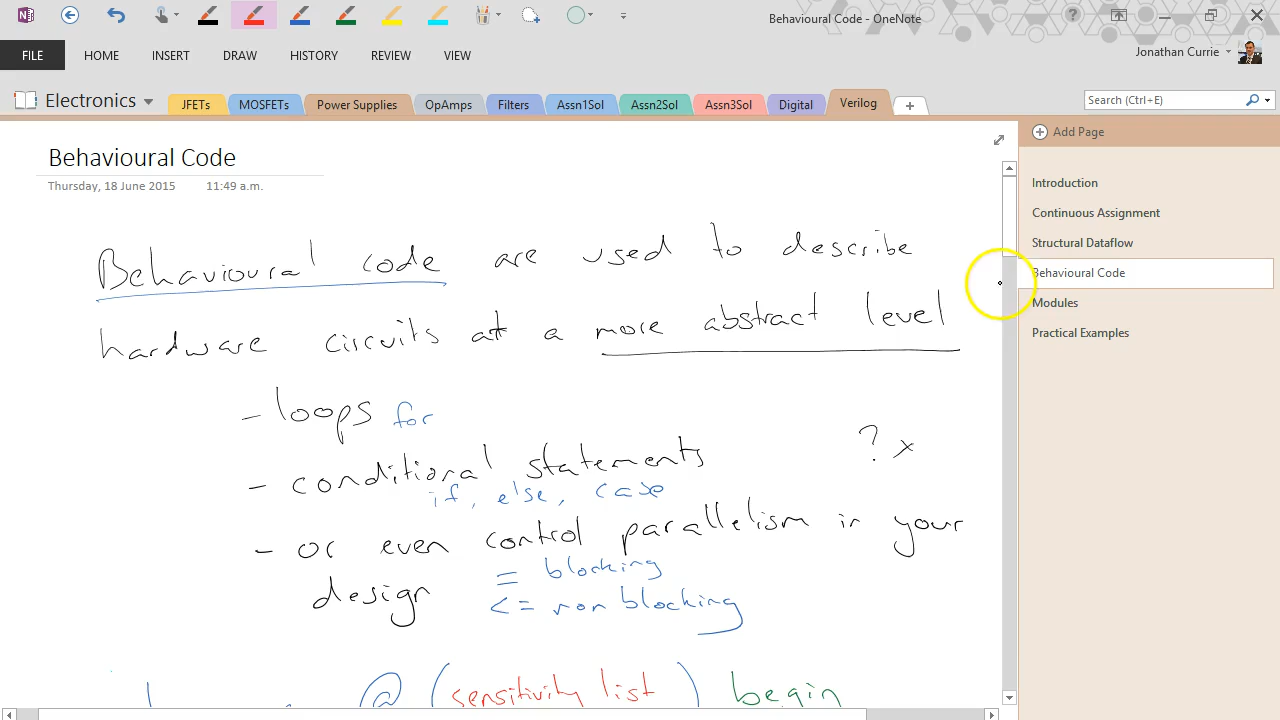 Behavioural Code - OneNote
FILE HOME INSERT DRAW HISTORY REVIEW VIEW
Jonathan Currie
Electronics JFETs MOSFETs Power Supplies OpAmps Filters Assn1Sol Assn2Sol Assn3Sol Digital Verilog
Search (Ctrl+E)
Behavioural Code
Thursday, 18 June 2015 11:49 a.m.
Behavioural code are used to describe
hardware circuits at a more abstract level
- loops for
- conditional statements ? x
if, else, case
- or even control parallelism in your
design = blocking
<= non blocking
@ (sensitivity list) begin
Add Page
Introduction
Continuous Assignment
Structural Dataflow
Behavioural Code
Modules
Practical Examples